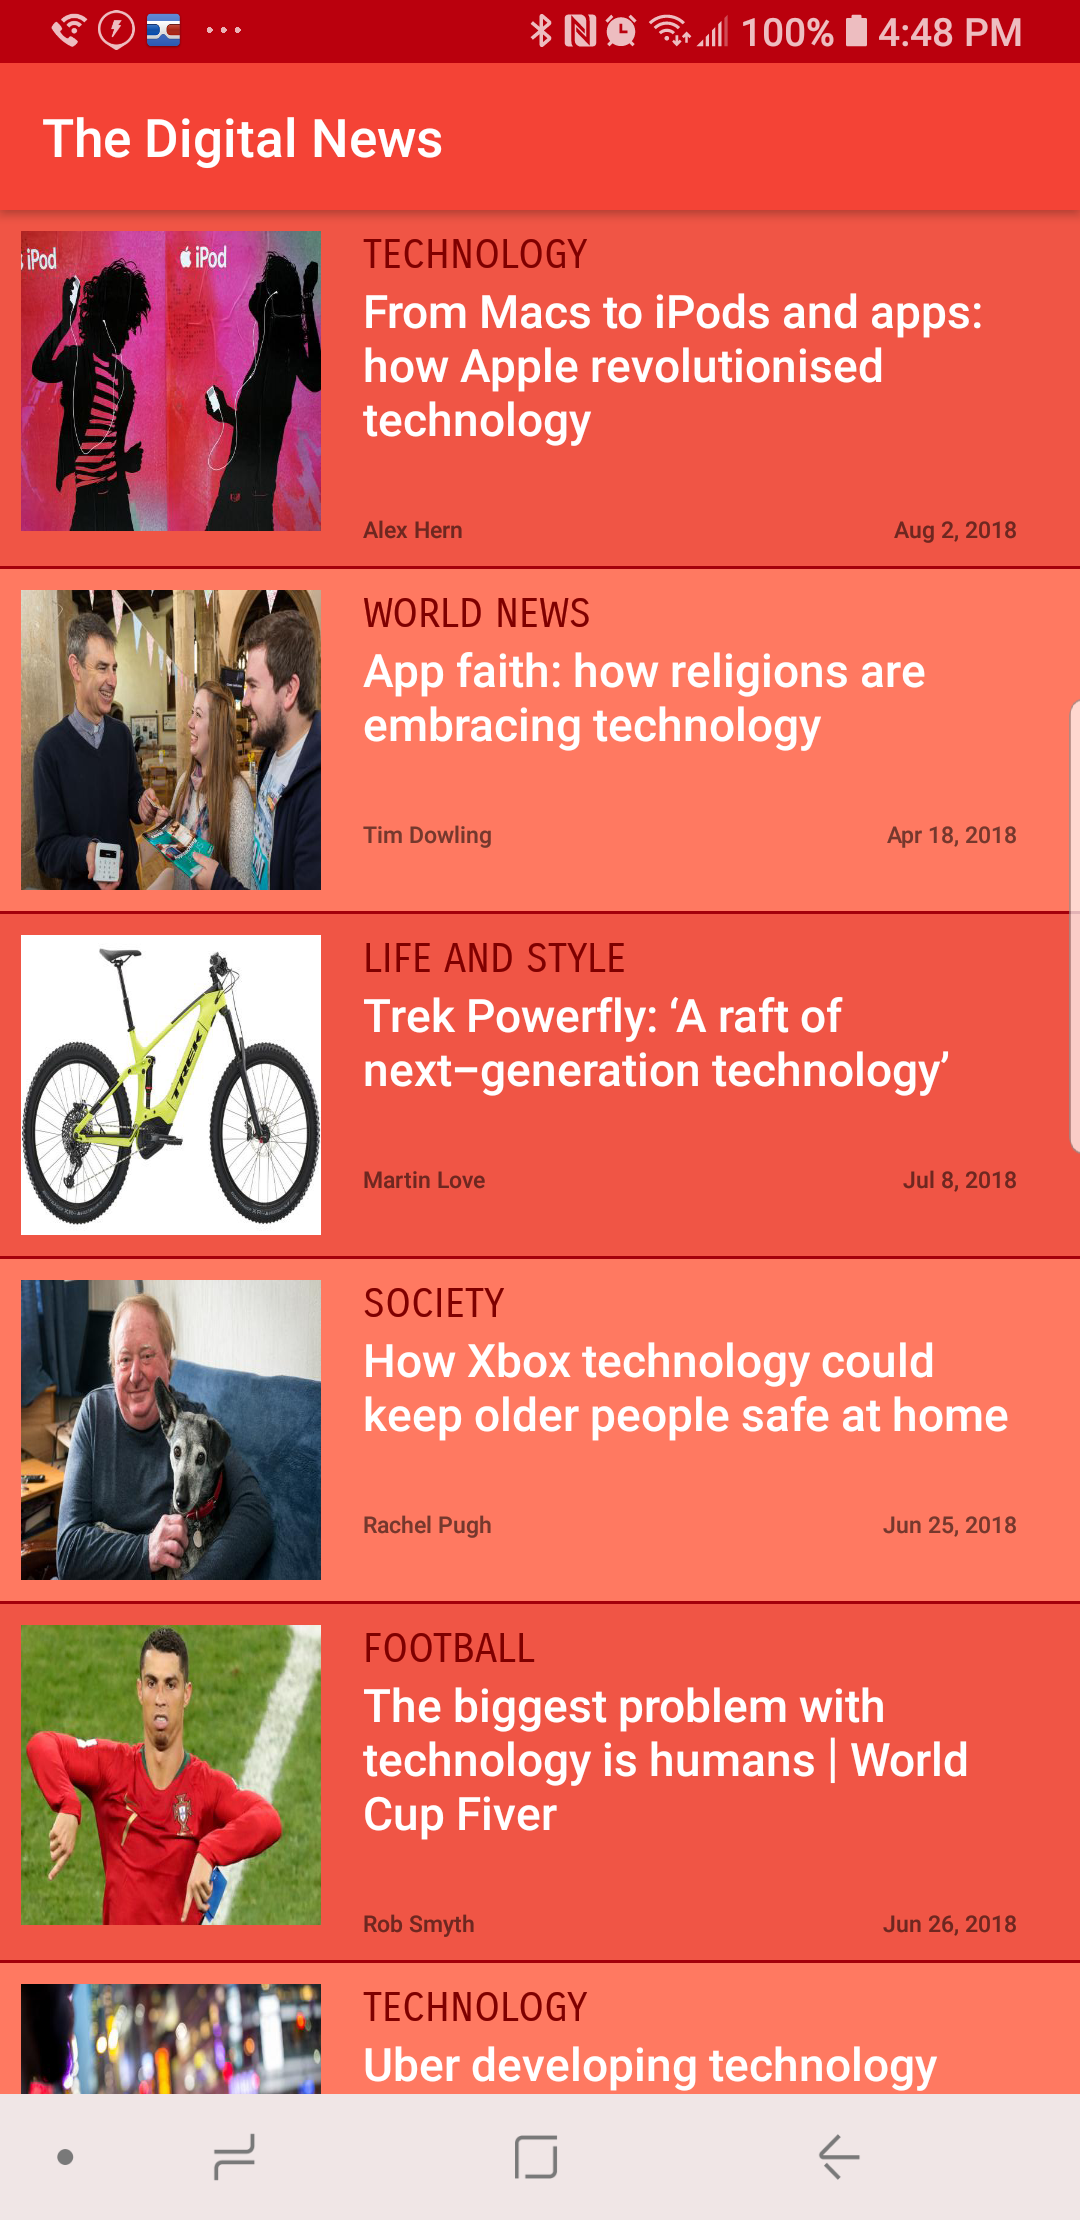 100% 4:48 PM
The Digital News
iPod
iPod
TECHNOLOGY
From Macs to iPods and apps:
how Apple revolutionised
technology
Alex Hern
Aug 2, 2018
WORLD NEWS
App faith: how religions are
embracing technology
Tim Dowling
Apr 18, 2018
TREK
LIFE AND STYLE
Trek Powerfly: ‘A raft of
next-generation technology’
Martin Love
Jul 8, 2018
SOCIETY
How Xbox technology could
keep older people safe at home
Rachel Pugh
Jun 25, 2018
FOOTBALL
The biggest problem with
technology is humans | World
Cup Fiver
Rob Smyth
Jun 26, 2018
TECHNOLOGY
Uber developing technology